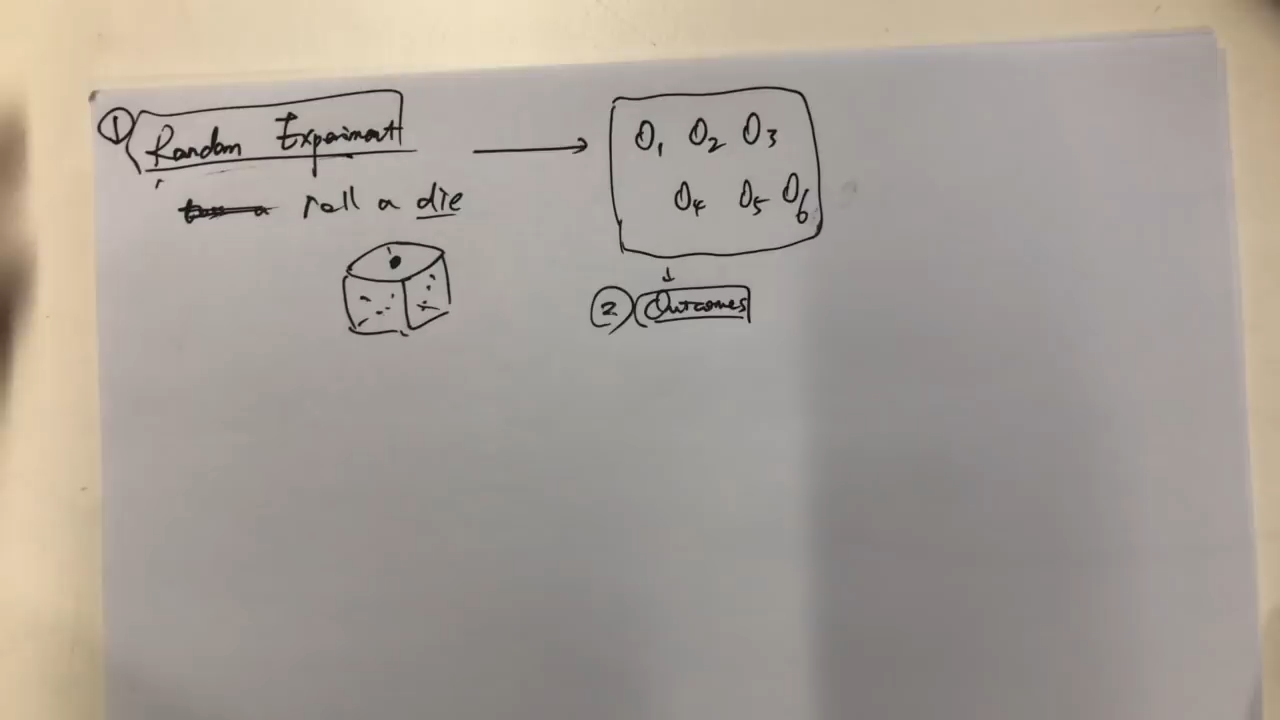 ① Random Experiment
roll a die
O1 O2 O3
O4 O5 O6
② Outcomes